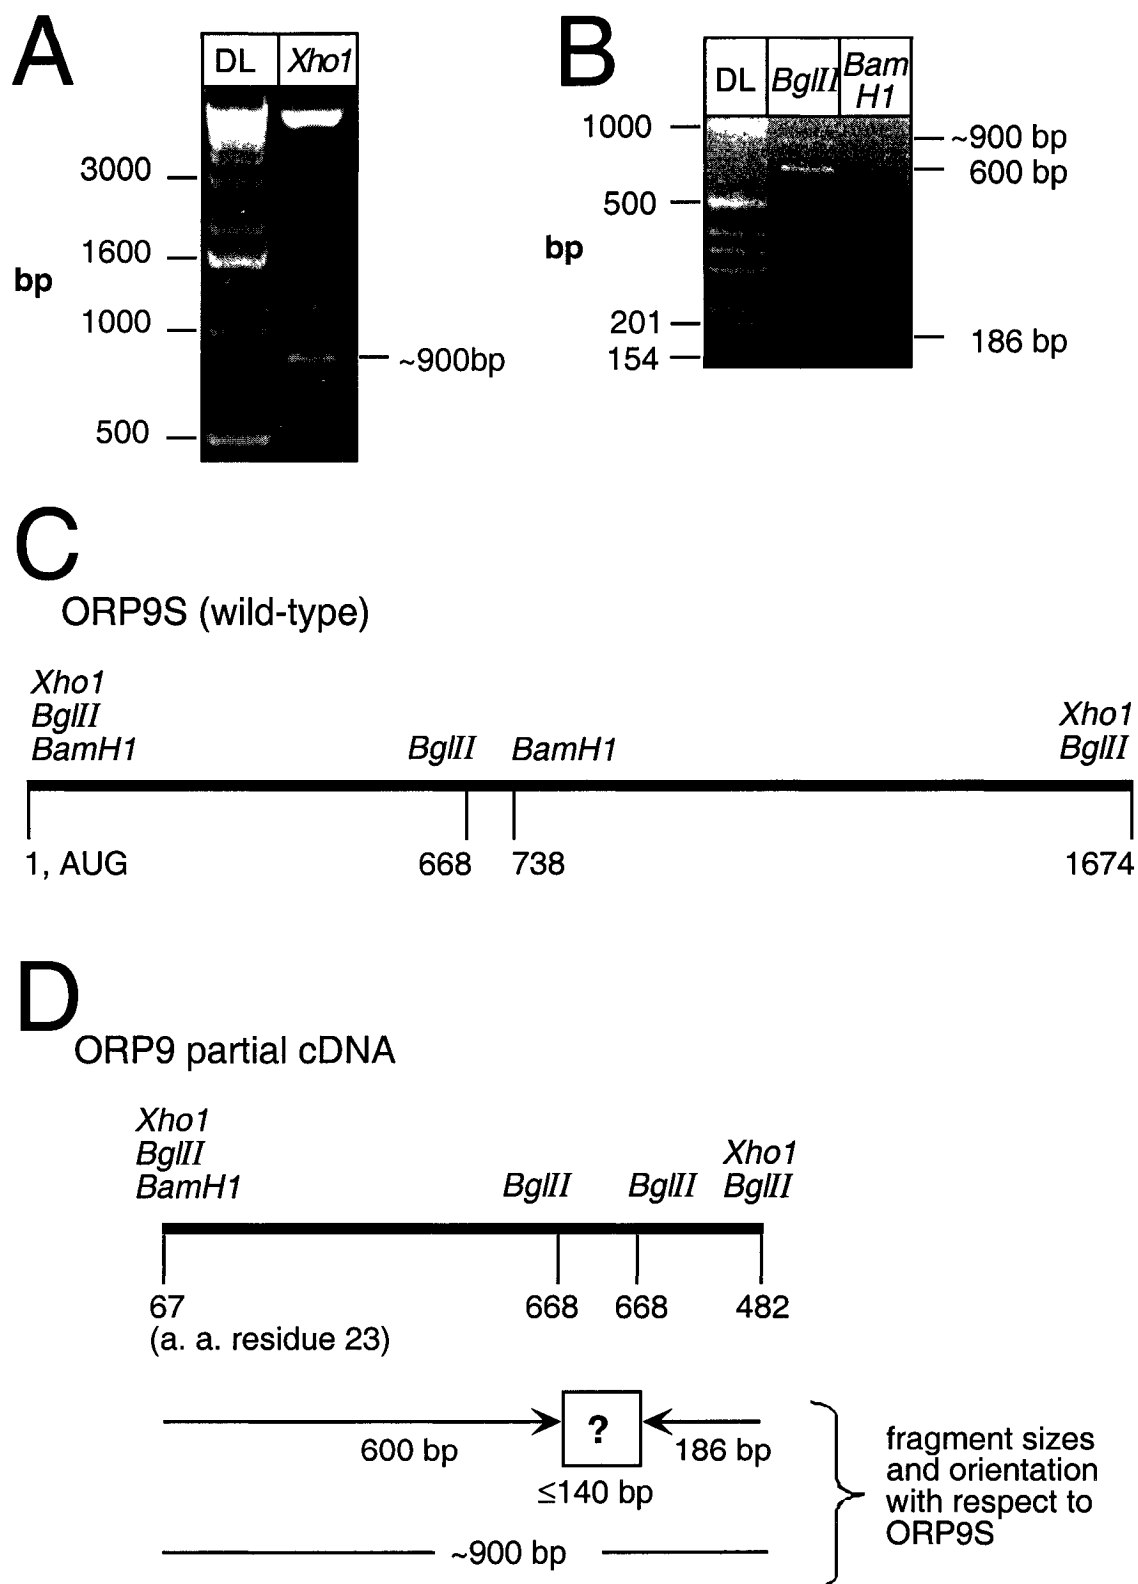 A
DL Xho1
3000
1600
bp
1000
~900bp
500
B
DL BglII Bam H1
1000
~900 bp
600 bp
500
bp
201
186 bp
154
C
ORP9S (wild-type)
Xho1
BglII
BamH1
BglII BamH1
Xho1
BglII
1, AUG
668 738
1674
D
ORP9 partial cDNA
Xho1
BglII
BamH1
BglII BglII
Xho1
BglII
67
(a. a. residue 23)
668 668 482
?
600 bp
186 bp
≤140 bp
~900 bp
fragment sizes
and orientation
with respect to
ORP9S